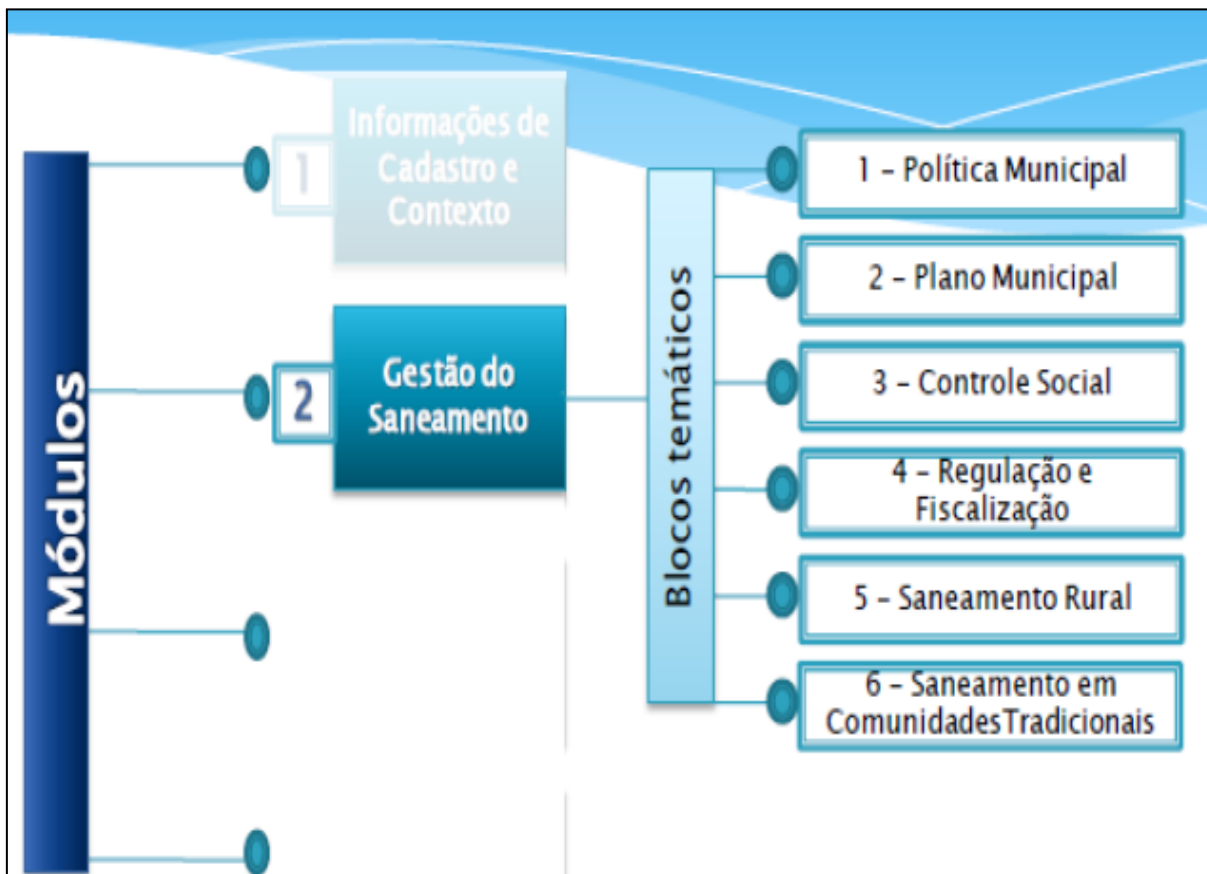 Módulos
1
Informações de
Cadastro e
Contexto
2
Gestão do
Saneamento
Blocos temáticos
1 – Política Municipal
2 – Plano Municipal
3 – Controle Social
4 – Regulação e
Fiscalização
5 – Saneamento Rural
6 – Saneamento em
ComunidadesTradicionais